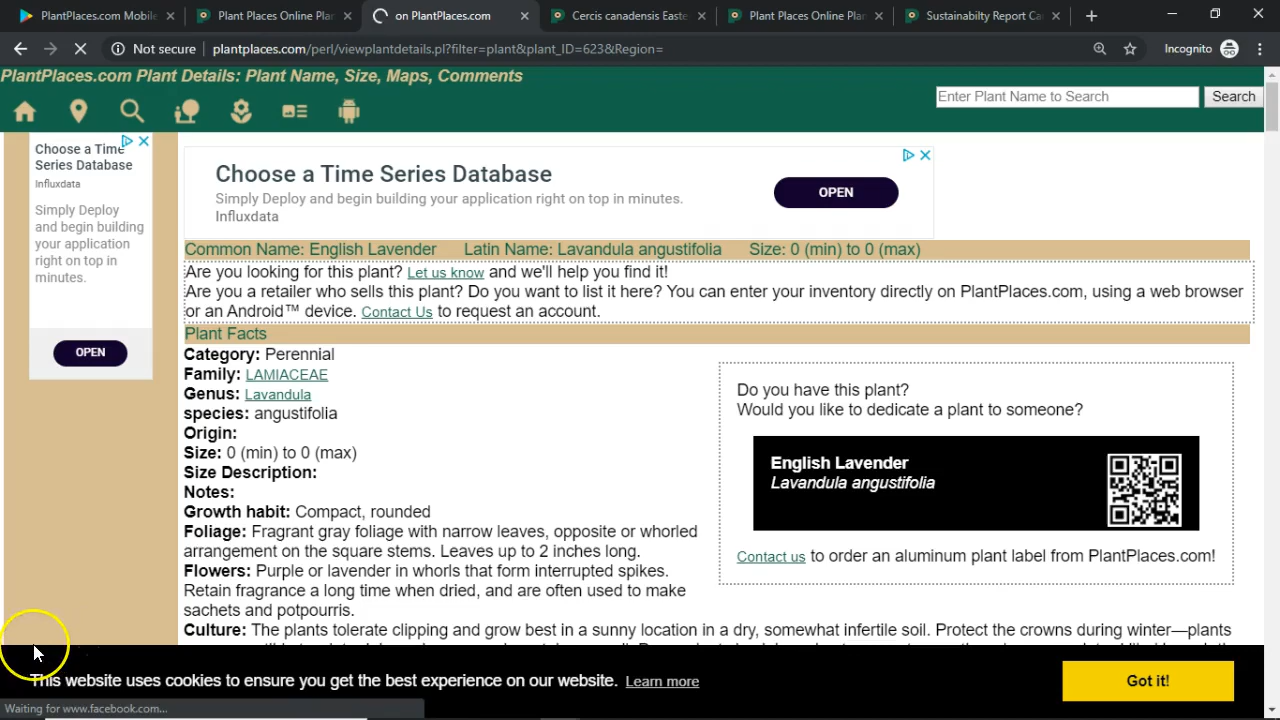 PlantPlaces.com Mobile
Plant Places Online Plan
on PlantPlaces.com
Cercis canadensis Easte
Plant Places Online Plan
Sustainabilty Report Ca
Not secure
plantplaces.com/perl/viewplantdetails.pl?filter=plant&plant_ID=623&Region=
Incognito
PlantPlaces.com Plant Details: Plant Name, Size, Maps, Comments
Enter Plant Name to Search
Search
Choose a Time
Series Database
Influxdata
Simply Deploy
and begin building
your application
right on top in
minutes.
OPEN
Choose a Time Series Database
Simply Deploy and begin building your application right on top in minutes.
Influxdata
OPEN
Common Name: English Lavender Latin Name: Lavandula angustifolia Size: 0 (min) to 0 (max)
Are you looking for this plant? Let us know and we'll help you find it!
Are you a retailer who sells this plant? Do you want to list it here? You can enter your inventory directly on PlantPlaces.com, using a web browser
or an Android™ device. Contact Us to request an account.
Plant Facts
Category: Perennial
Family: LAMIACEAE
Genus: Lavandula
species: angustifolia
Origin:
Size: 0 (min) to 0 (max)
Size Description:
Notes:
Growth habit: Compact, rounded
Foliage: Fragrant gray foliage with narrow leaves, opposite or whorled
arrangement on the square stems. Leaves up to 2 inches long.
Flowers: Purple or lavender in whorls that form interrupted spikes.
Retain fragrance a long time when dried, and are often used to make
sachets and potpourris.
Culture: The plants tolerate clipping and grow best in a sunny location in a dry, somewhat infertile soil. Protect the crowns during winter—plants
Do you have this plant?
Would you like to dedicate a plant to someone?
English Lavender
Lavandula angustifolia
Contact us to order an aluminum plant label from PlantPlaces.com!
This website uses cookies to ensure you get the best experience on our website. Learn more
Got it!
Waiting for www.facebook.com...